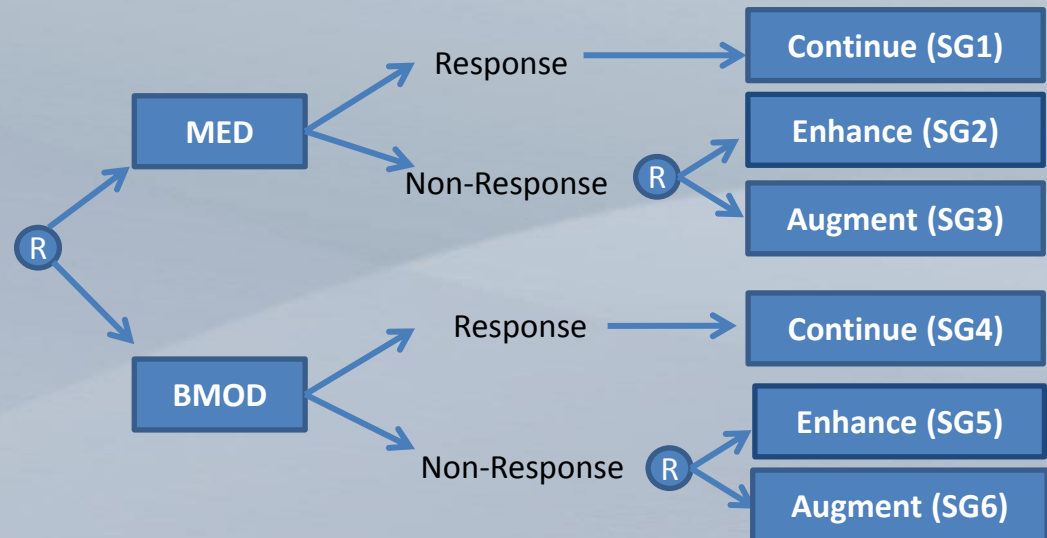 Response
Continue (SG1)
MED
Enhance (SG2)
Non-Response
R
Augment (SG3)
R
Response
Continue (SG4)
BMOD
Enhance (SG5)
Non-Response
R
Augment (SG6)